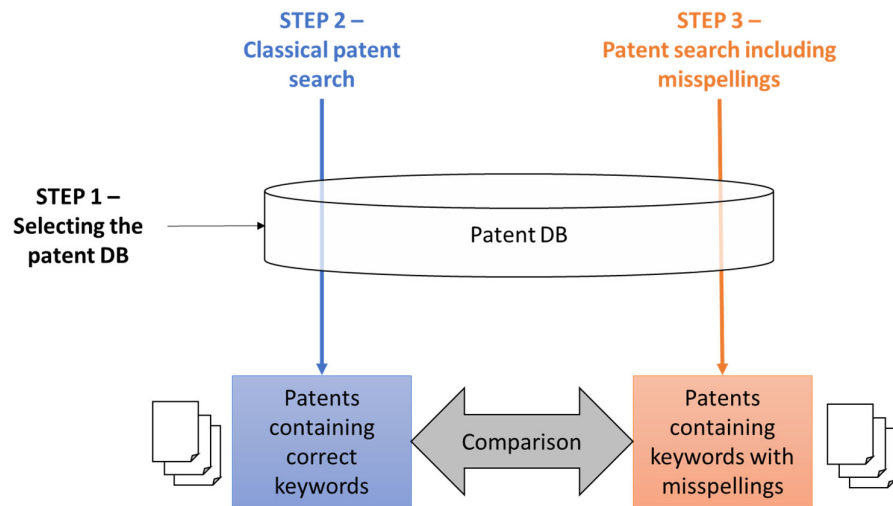 STEP 2 –
Classical patent
search
STEP 3 –
Patent search including
misspellings
STEP 1 –
Selecting the
patent DB
Patent DB
Patents
containing
correct
keywords
Comparison
Patents
containing
keywords with
misspellings